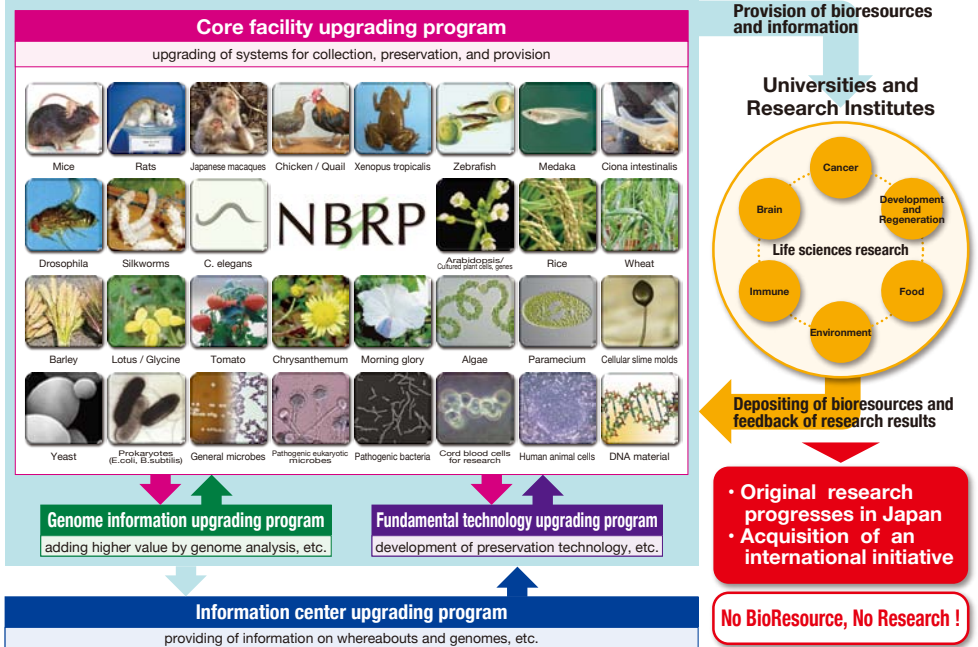 Core facility upgrading program
upgrading of systems for collection, preservation, and provision
Mice
Rats
Japanese macaques
Chicken / Quail
Xenopus tropicalis
Zebrafish
Medaka
Ciona intestinalis
Drosophila
Silkworms
C. elegans
NBRP
Arabidopsis/
Cultured plant cells, genes
Rice
Wheat
Barley
Lotus / Glycine
Tomato
Chrysanthemum
Morning glory
Algae
Paramecium
Cellular slime molds
Yeast
Prokaryotes
(E.coli, B.subtilis)
General microbes
Pathogenic eukaryotic
microbes
Pathogenic bacteria
Cord blood cells
for research
Human animal cells
DNA material
Genome information upgrading program
adding higher value by genome analysis, etc.
Fundamental technology upgrading program
development of preservation technology, etc.
Information center upgrading program
providing of information on whereabouts and genomes, etc.
Provision of bioresources
and information
Universities and
Research Institutes
Cancer
Brain
Development
and
Regeneration
Life sciences research
Immune
Food
Environment
Depositing of bioresources and
feedback of research results
・Original research
progresses in Japan
・Acquisition of an
international initiative
No BioResource, No Research !